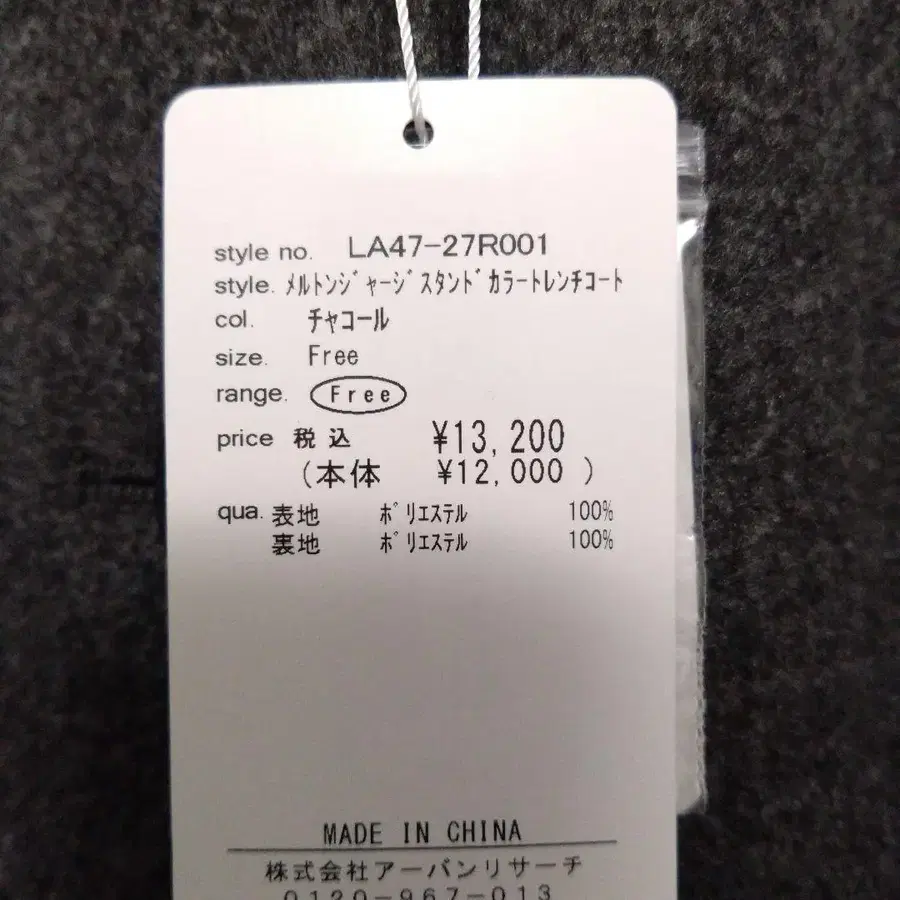 style no. LA47-27R001
style. ﾒﾙﾄﾝｼﾞｬｰｼﾞｽﾀﾝﾄﾞｶﾗｰﾄﾚﾝﾁｺｰﾄ
col. チャコール
size. Free
range. Free
price 税込 ¥13,200
(本体 ¥12,000 )
qua. 表地 ﾎﾟﾘｴｽﾃﾙ 100%
裏地 ﾎﾟﾘｴｽﾃﾙ 100%
MADE IN CHINA
株式会社アーバンリサーチ
0120-967-013